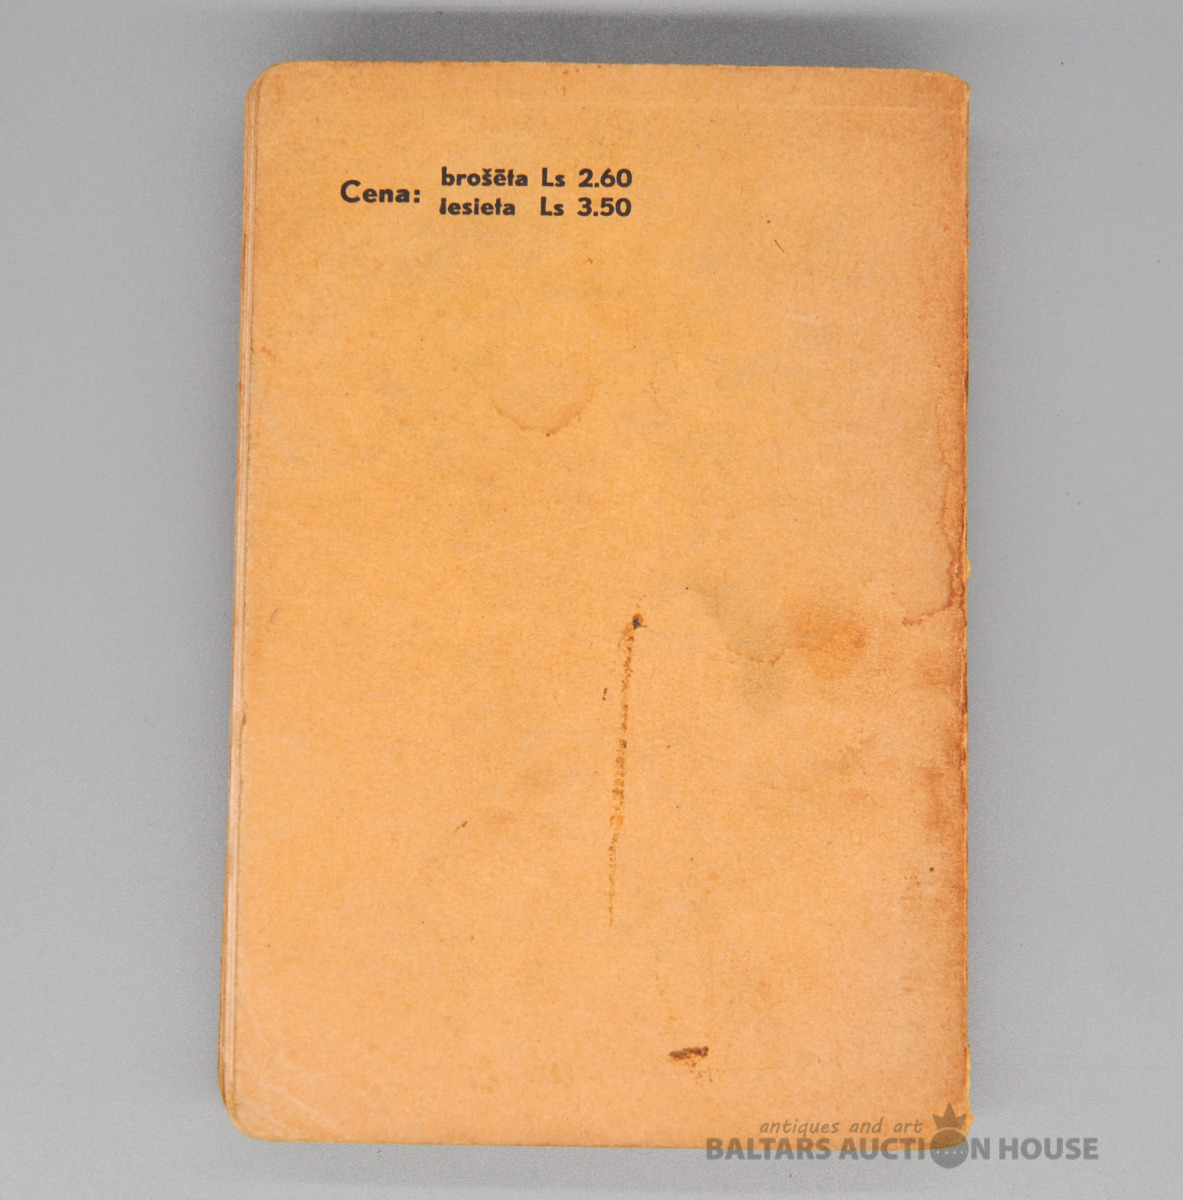 Cena:
brošēta Ls 2.60
iesieta Ls 3.50
antiques and art
BALTARS AUCTION HOUSE